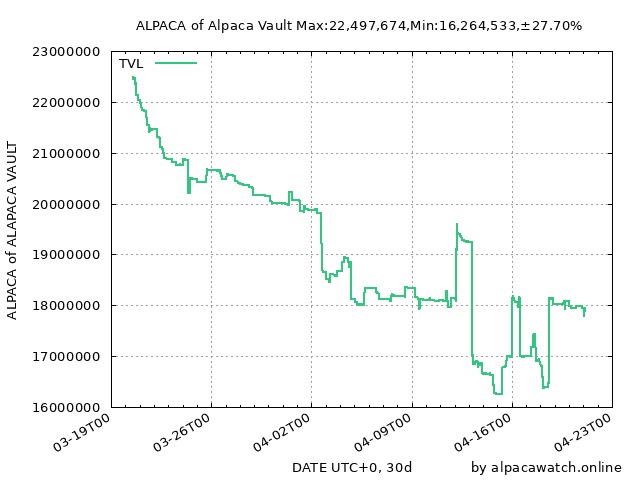 ALPACA of Alpaca Vault Max:22,497,674,Min:16,264,533,±27.70%
TVL
23000000
22000000
21000000
20000000
19000000
18000000
17000000
16000000
ALPACA of ALAPACA VAULT
03-19T00
03-26T00
04-02T00
04-09T00
04-16T00
04-23T00
DATE UTC+0, 30d
by alpacawatch.online